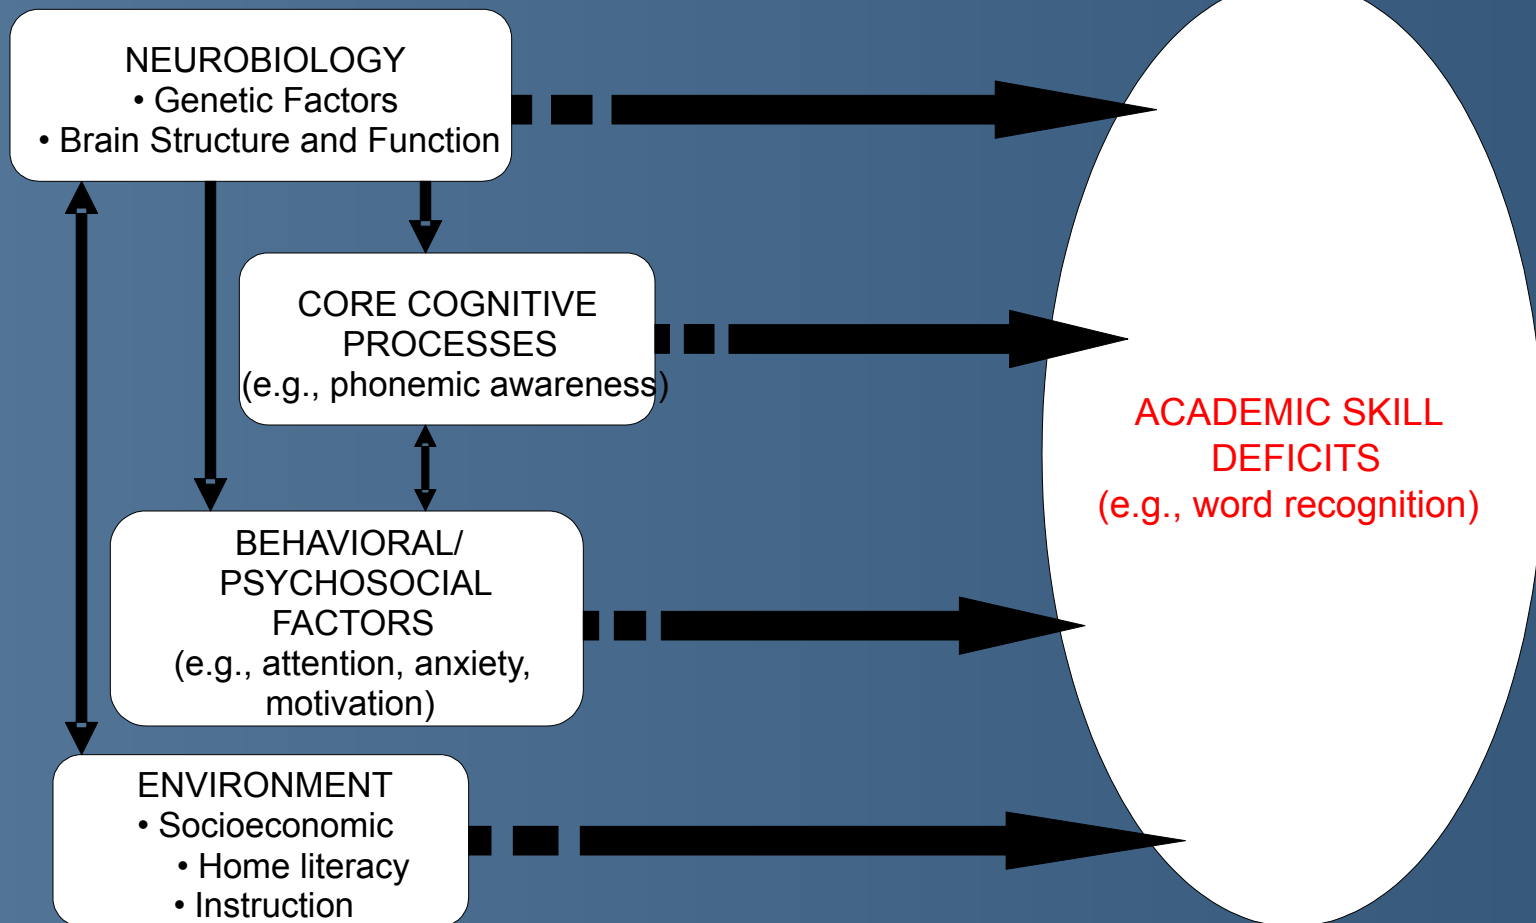 NEUROBIOLOGY
• Genetic Factors
• Brain Structure and Function
CORE COGNITIVE
PROCESSES
(e.g., phonemic awareness)
BEHAVIORAL/
PSYCHOSOCIAL
FACTORS
(e.g., attention, anxiety,
motivation)
ENVIRONMENT
• Socioeconomic
• Home literacy
• Instruction
ACADEMIC SKILL
DEFICITS
(e.g., word recognition)